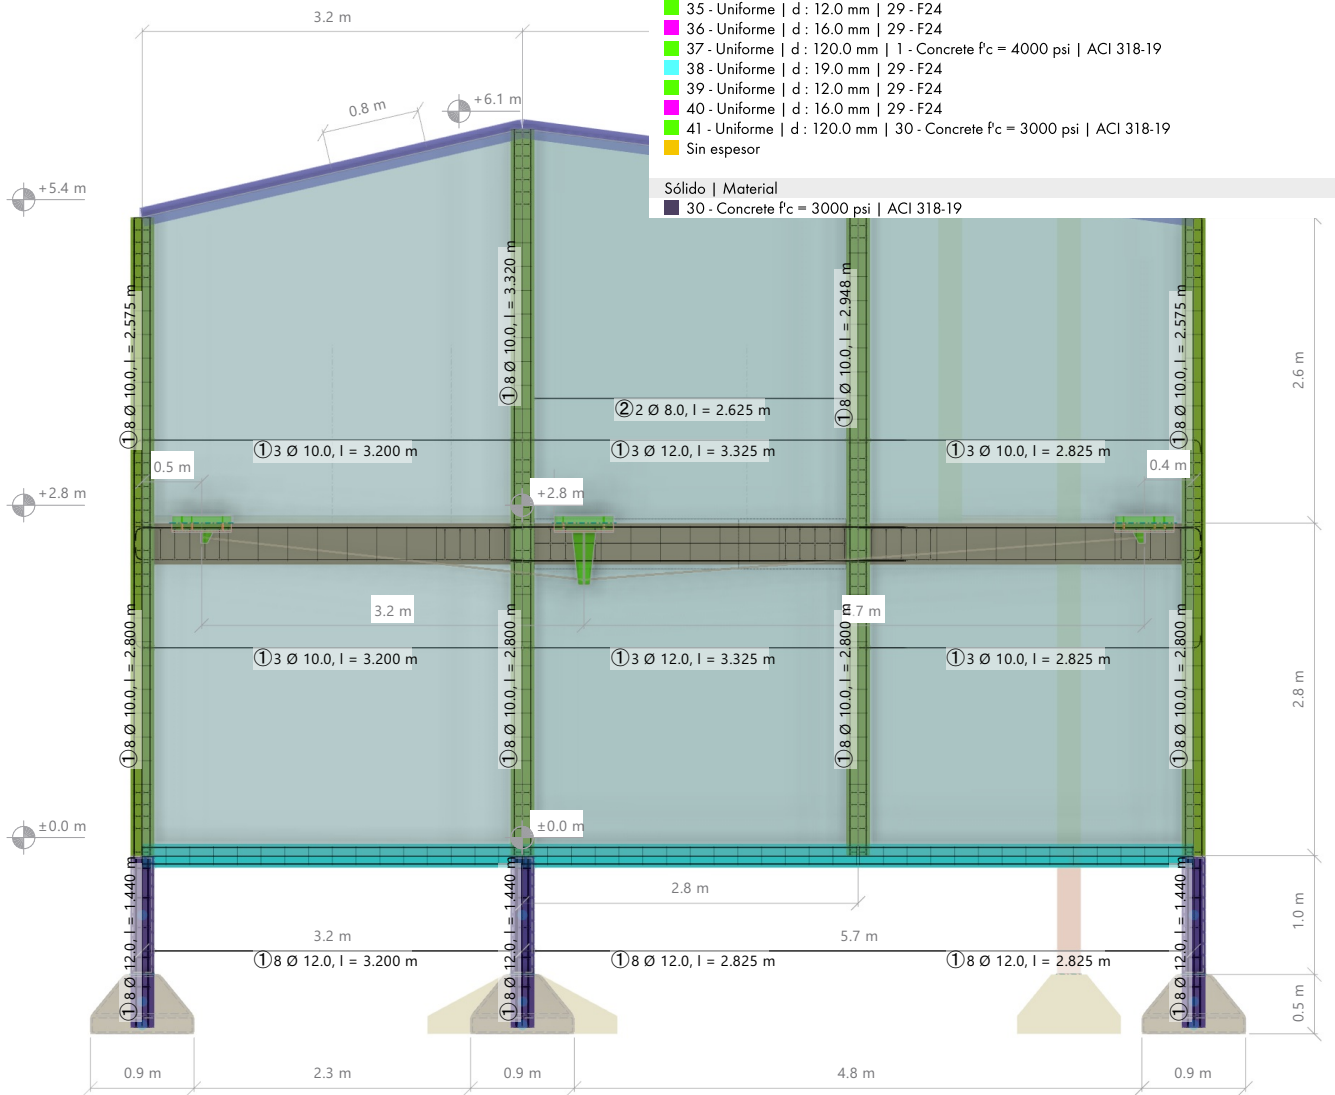 35 - Uniforme | d : 12.0 mm | 29 - F24
36 - Uniforme | d : 16.0 mm | 29 - F24
37 - Uniforme | d : 120.0 mm | 1 - Concrete f'c = 4000 psi | ACI 318-19
38 - Uniforme | d : 19.0 mm | 29 - F24
39 - Uniforme | d : 12.0 mm | 29 - F24
40 - Uniforme | d : 16.0 mm | 29 - F24
41 - Uniforme | d : 120.0 mm | 30 - Concrete f'c = 3000 psi | ACI 318-19
Sin espesor
Sólido | Material
30 - Concrete f'c = 3000 psi | ACI 318-19
3.2 m
0.8 m
+6.1 m
+5.4 m
①8 Ø 10.0, l = 2.575 m
①8 Ø 10.0, l = 3.320 m
①8 Ø 10.0, l = 2.948 m
①8 Ø 10.0, l = 2.575 m
2.6 m
②2 Ø 8.0, l = 2.625 m
①3 Ø 10.0, l = 3.200 m
①3 Ø 12.0, l = 3.325 m
①3 Ø 10.0, l = 2.825 m
0.5 m
0.4 m
+2.8 m
+2.8 m
3.2 m
.7 m
①8 Ø 10.0, l = 2.800 m
①8 Ø 10.0, l = 2.800 m
①8 Ø 10.0, l = 2.800 m
①8 Ø 10.0, l = 2.800 m
2.8 m
①3 Ø 10.0, l = 3.200 m
①3 Ø 12.0, l = 3.325 m
①3 Ø 10.0, l = 2.825 m
±0.0 m
±0.0 m
2.8 m
①8 Ø 12.0, l = 1.440 m
①8 Ø 12.0, l = 1.440 m
①8 Ø 12.0, l = 1.440 m
1.0 m
3.2 m
5.7 m
①8 Ø 12.0, l = 3.200 m
①8 Ø 12.0, l = 2.825 m
①8 Ø 12.0, l = 2.825 m
0.5 m
0.9 m
2.3 m
0.9 m
4.8 m
0.9 m